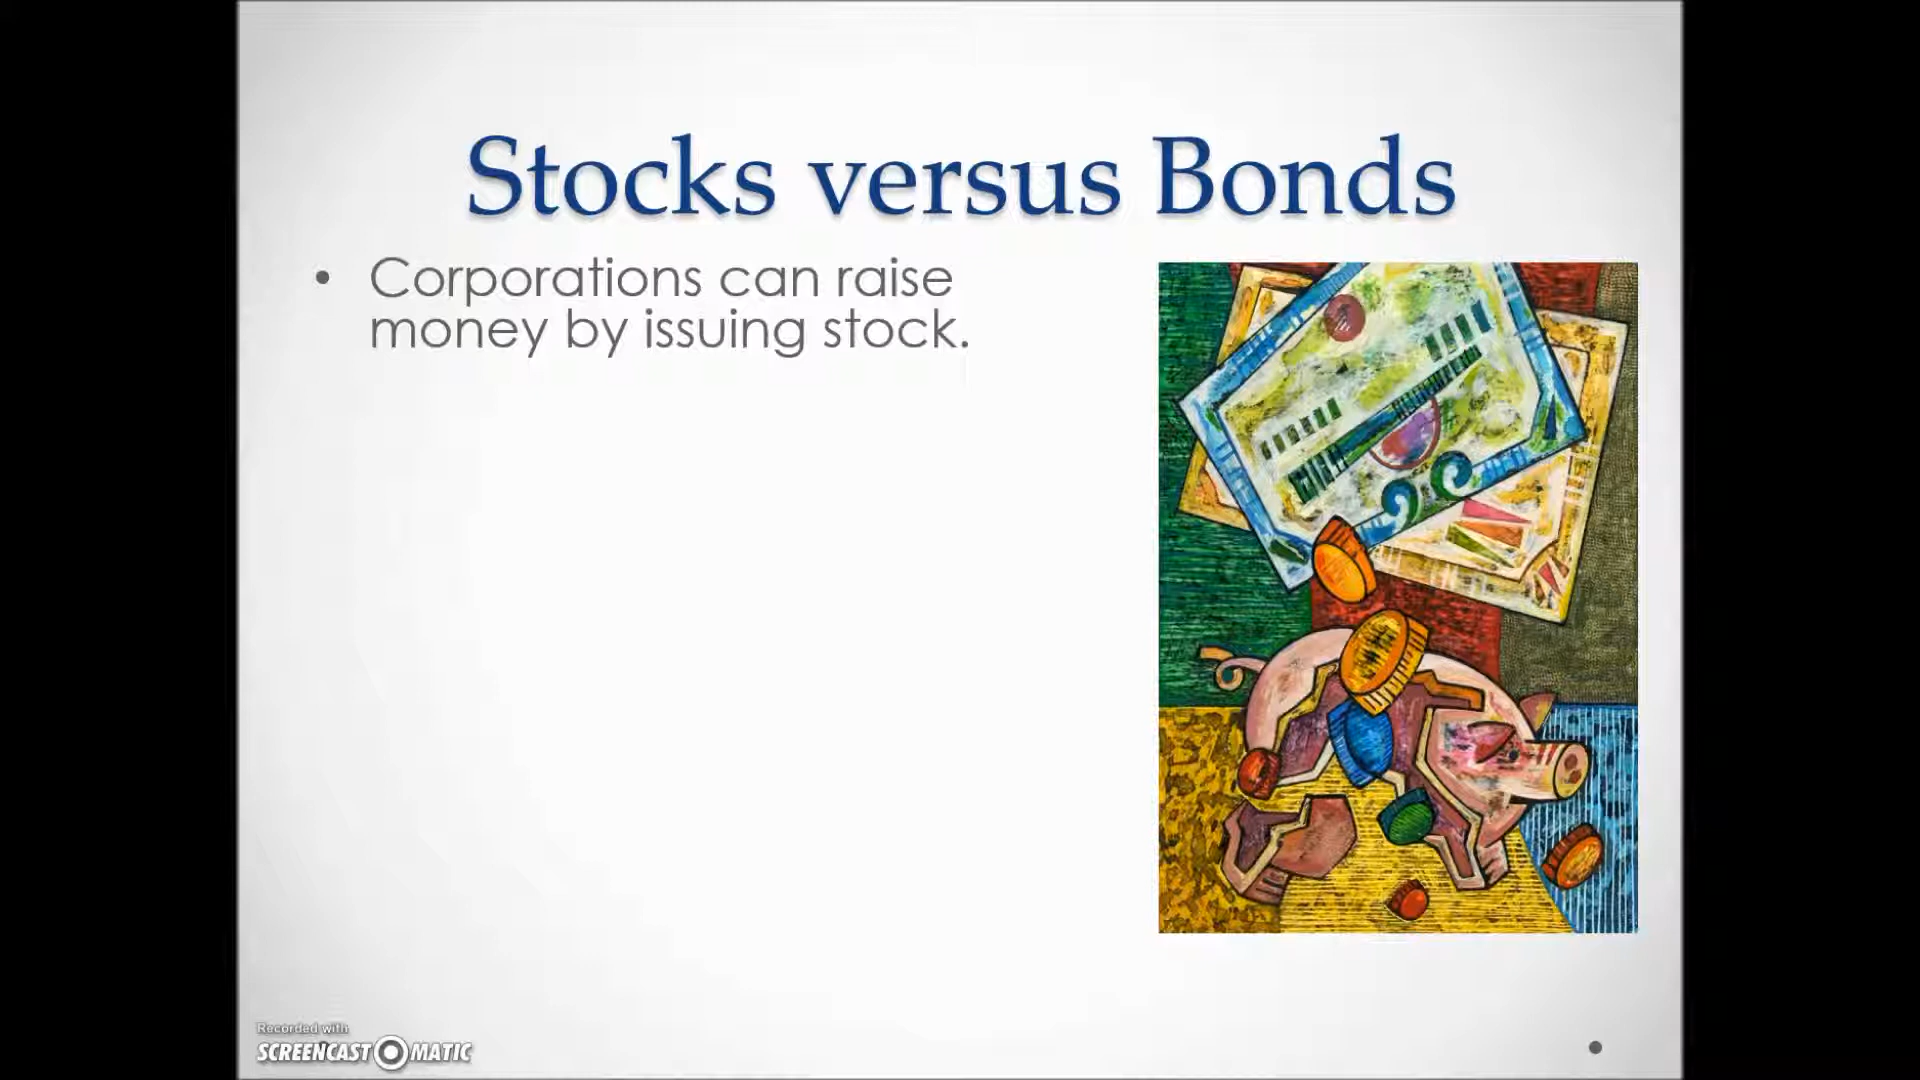 Stocks versus Bonds
• Corporations can raise
money by issuing stock.
Recorded with
SCREENCAST MATIC